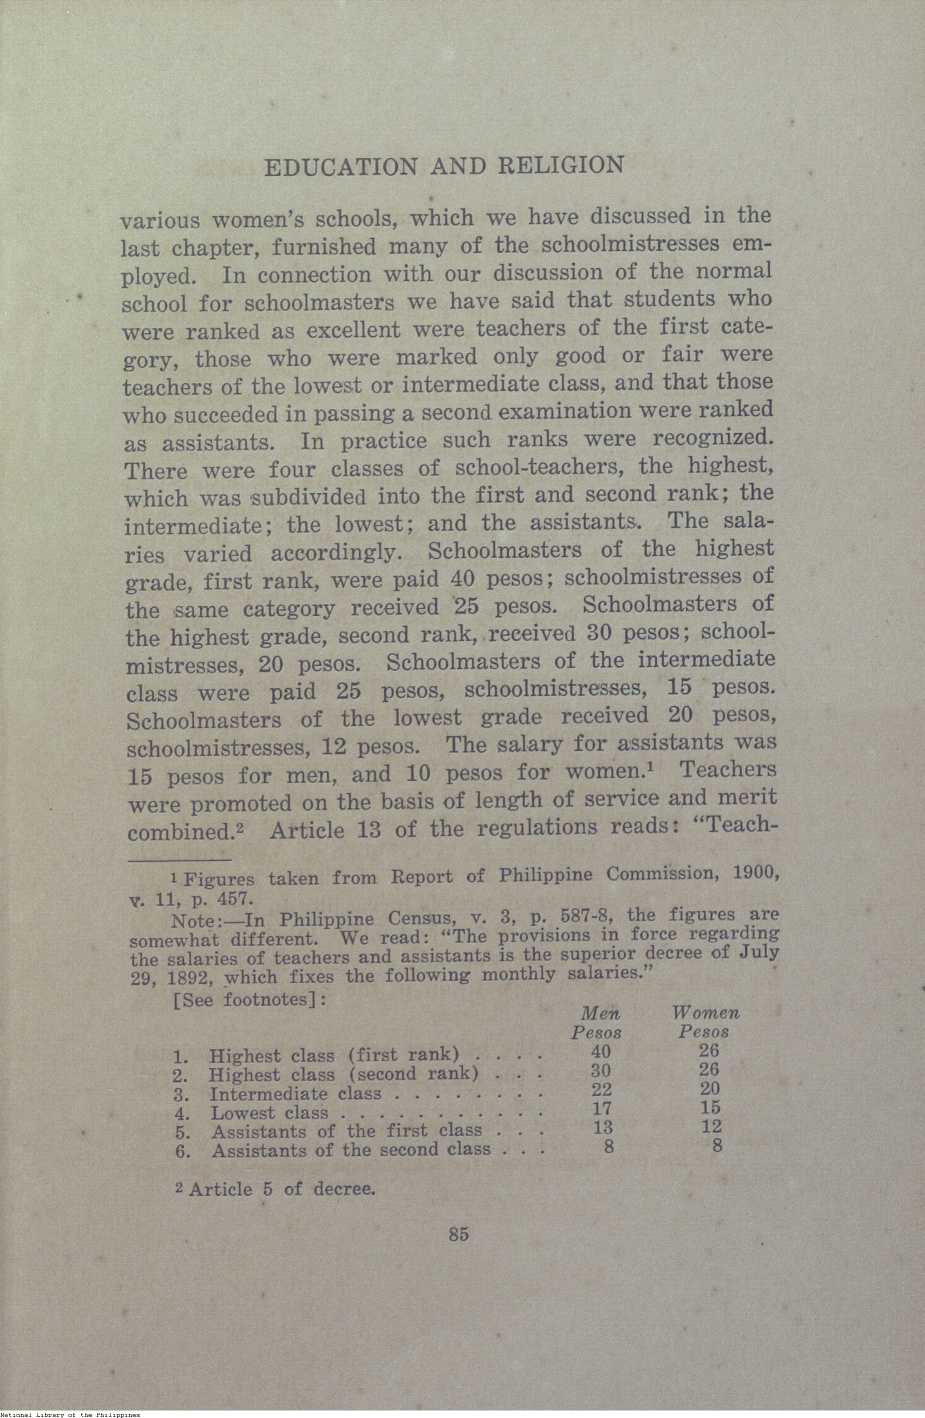 EDUCATION AND RELIGION
various women's schools, which we have discussed in the
last chapter, furnished many of the schoolmistresses em-
ployed. In connection with our discussion of the normal
school for schoolmasters we have said that students who
were ranked as excellent were teachers of the first cate-
gory, those who were marked only good or fair were
teachers of the lowest or intermediate class, and that those
who succeeded in passing a second examination were ranked
as assistants. In practice such ranks were recognized.
There were four classes of school-teachers, the highest,
which was subdivided into the first and second rank; the
intermediate; the lowest; and the assistants. The sala-
ries varied accordingly. Schoolmasters of the highest
grade, first rank, were paid 40 pesos; schoolmistresses of
the same category received 25 pesos. Schoolmasters of
the highest grade, second rank, received 30 pesos; school-
mistresses, 20 pesos. Schoolmasters of the intermediate
class were paid 25 pesos, schoolmistresses, 15 pesos.
Schoolmasters of the lowest grade received 20 pesos,
schoolmistresses, 12 pesos. The salary for assistants was
15 pesos for men, and 10 pesos for women.¹ Teachers
were promoted on the basis of length of service and merit
combined.² Article 13 of the regulations reads: "Teach-
¹ Figures taken from Report of Philippine Commission, 1900,
v. 11, p. 457.
Note:—In Philippine Census, v. 3, p. 587-8, the figures are
somewhat different. We read: "The provisions in force regarding
the salaries of teachers and assistants is the superior decree of July
29, 1892, which fixes the following monthly salaries."
[See footnotes]:
Men Women
Pesos Pesos
1. Highest class (first rank) . . . . 40 26
2. Highest class (second rank) . . . 30 26
3. Intermediate class . . . . . . . . 22 20
4. Lowest class . . . . . . . . . . . 17 15
5. Assistants of the first class . . . 13 12
6. Assistants of the second class . . . 8 8
² Article 5 of decree.
85
National Library of the Philippines